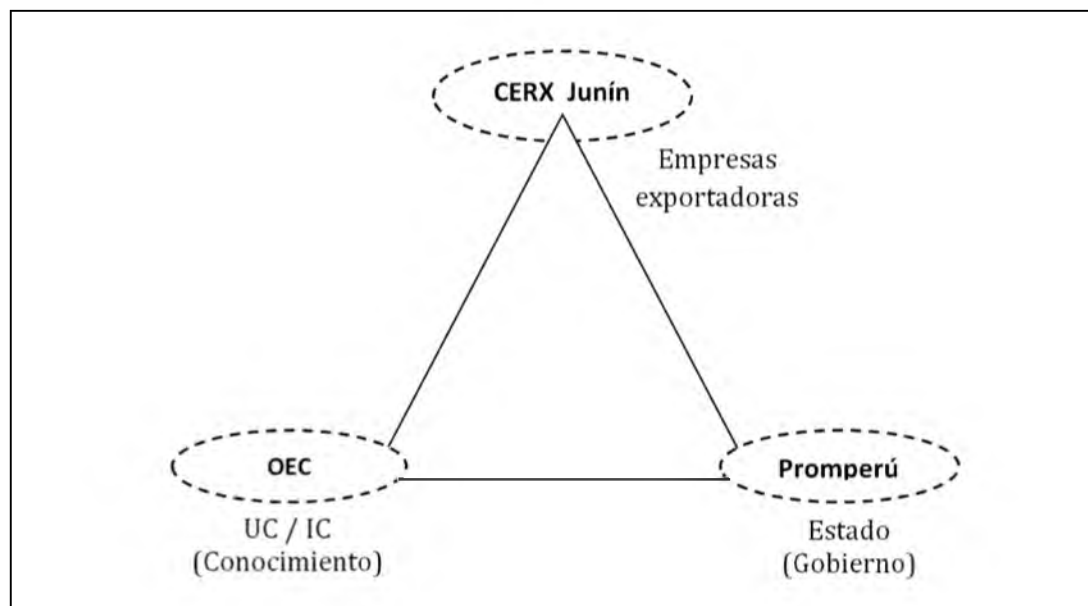 CERX Junín
Empresas
exportadoras
OEC
UC / IC
(Conocimiento)
Promperú
Estado
(Gobierno)